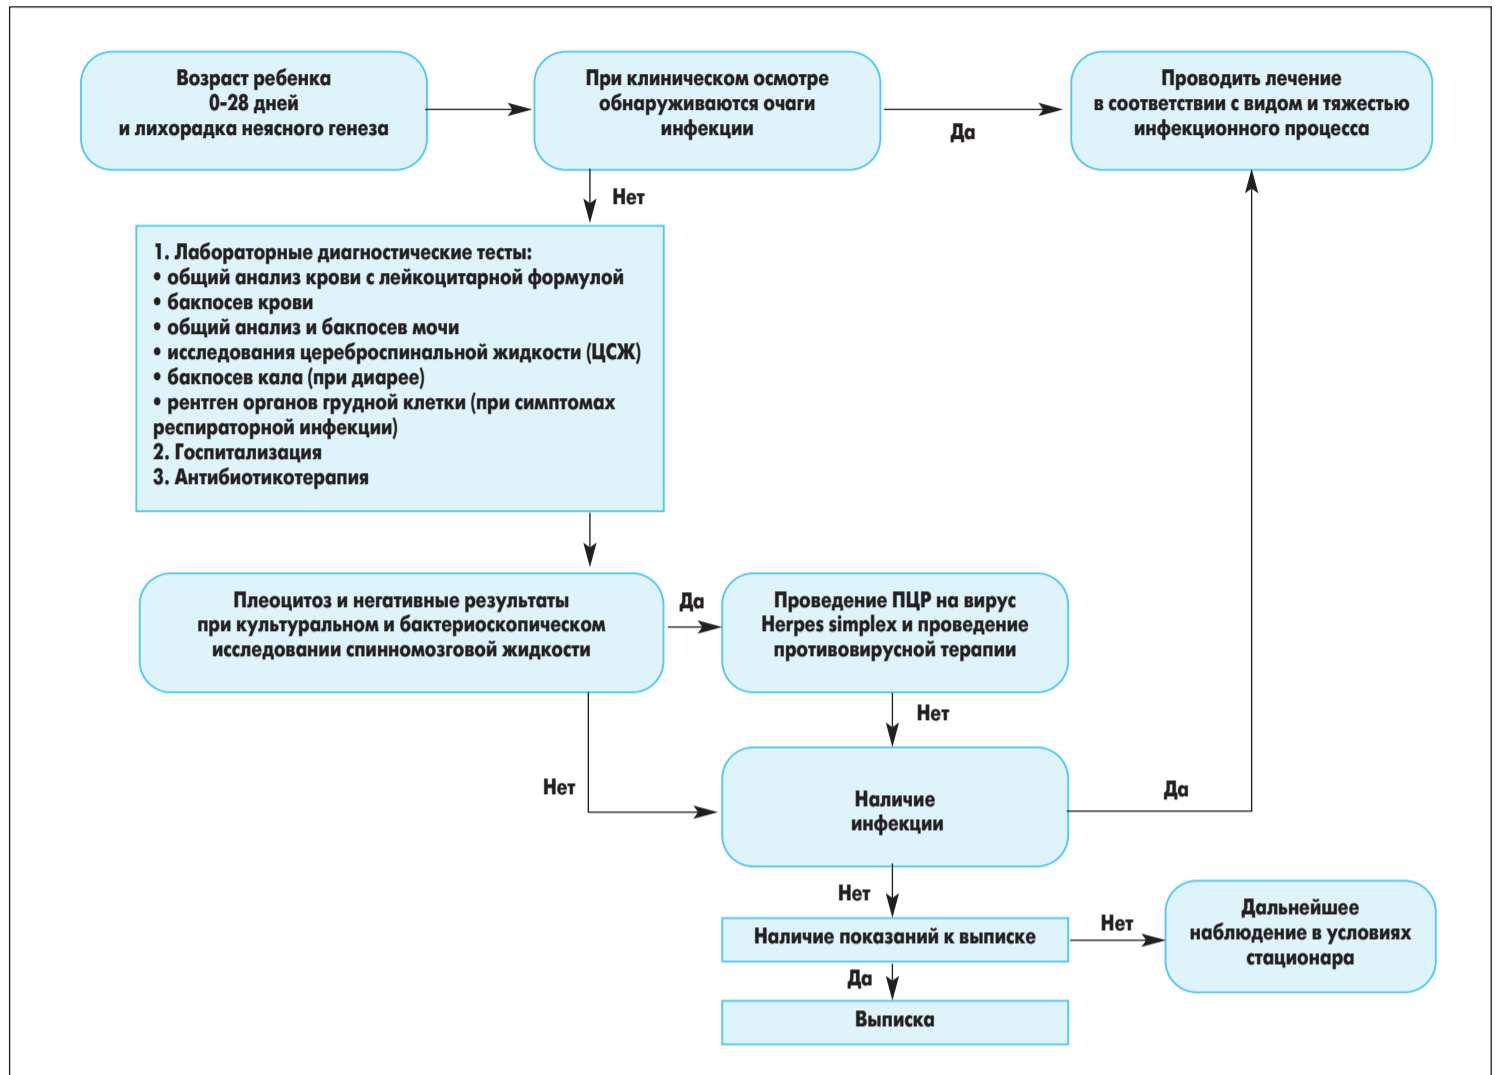 Возраст ребенка
0-28 дней
и лихорадка неясного генеза
При клиническом осмотре
обнаруживаются очаги
инфекции
Да
Проводить лечение
в соответствии с видом и тяжестью
инфекционного процесса
Нет
1. Лабораторные диагностические тесты:
• общий анализ крови с лейкоцитарной формулой
• бакпосев крови
• общий анализ и бакпосев мочи
• исследования цереброспинальной жидкости (ЦСЖ)
• бакпосев кала (при диарее)
• рентген органов грудной клетки (при симптомах
респираторной инфекции)
2. Госпитализация
3. Антибиотикотерапия
Плеоцитоз и негативные результаты
при культуральном и бактериоскопическом
исследовании спинномозговой жидкости
Да
Проведение ПЦР на вирус
Herpes simplex и проведение
противовирусной терапии
Нет
Нет
Наличие
инфекции
Да
Нет
Наличие показаний к выписке
Нет
Дальнейшее
наблюдение в условиях
стационара
Да
Выписка